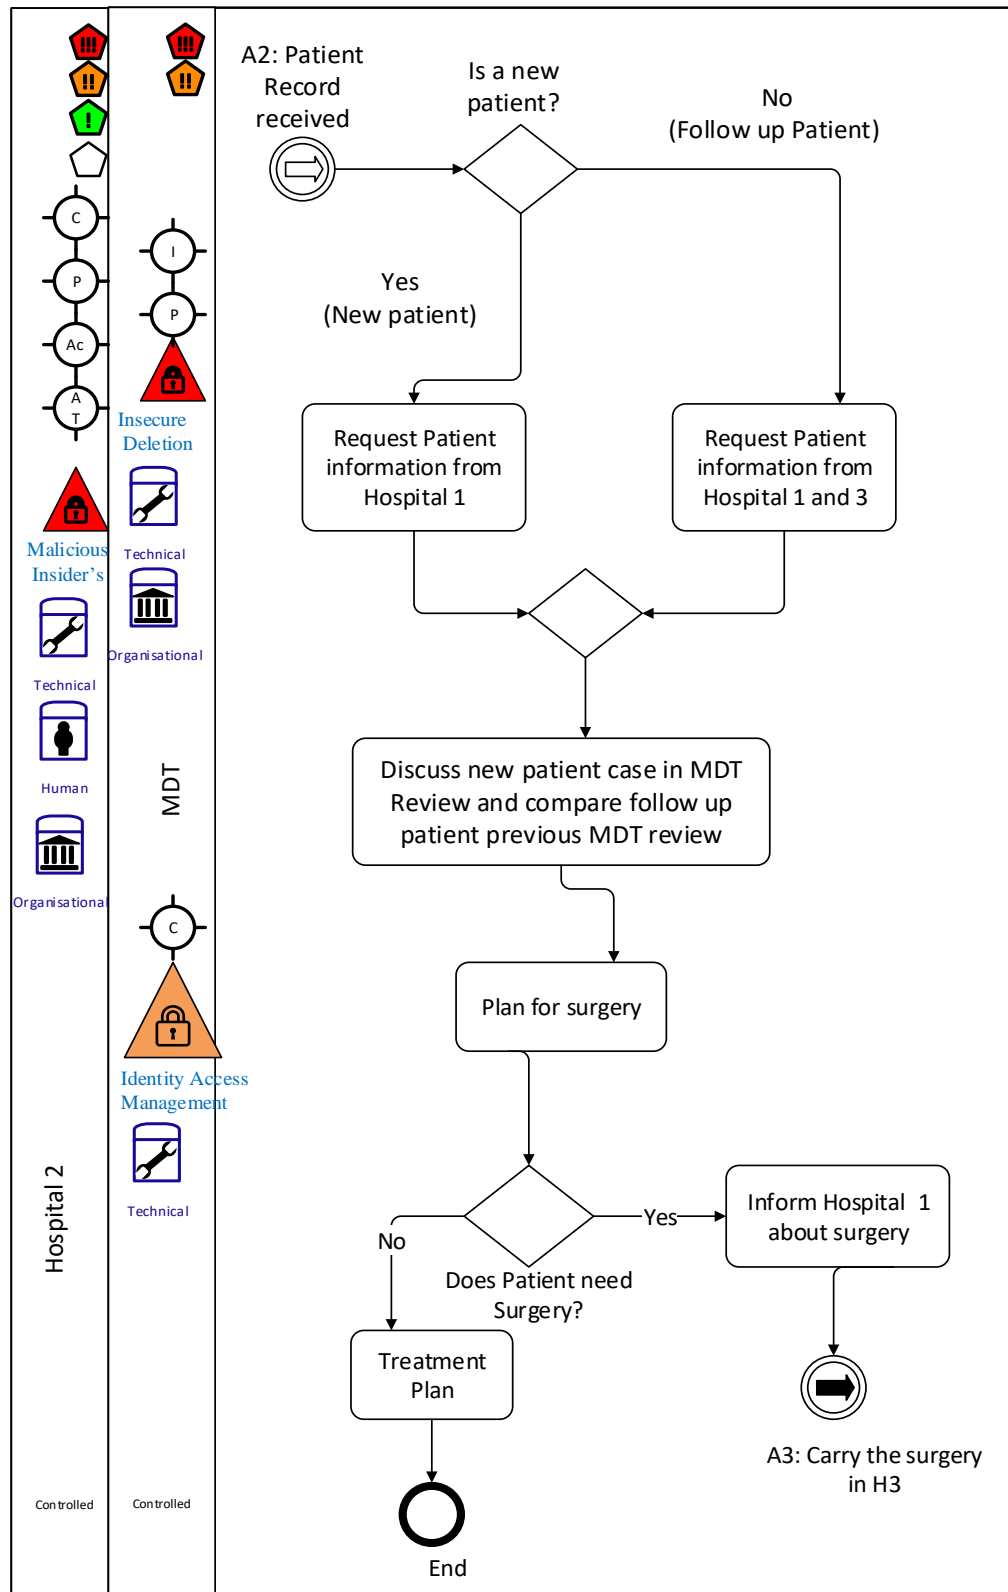 !!!
!!
!
C
P
Ac
A
T
Malicious
Insider's
Technical
Human
Organisational
Hospital 2
Controlled
!!!
!!
I
P
Insecure
Deletion
Technical
Organisational
MDT
C
Identity Access
Management
Technical
Controlled
A2: Patient
Record
received
Is a new
patient?
No
(Follow up Patient)
Yes
(New patient)
Request Patient
information from
Hospital 1
Request Patient
information from
Hospital 1 and 3
Discuss new patient case in MDT
Review and compare follow up
patient previous MDT review
Plan for surgery
Does Patient need
Surgery?
No
Yes
Inform Hospital 1
about surgery
Treatment
Plan
A3: Carry the surgery
in H3
End